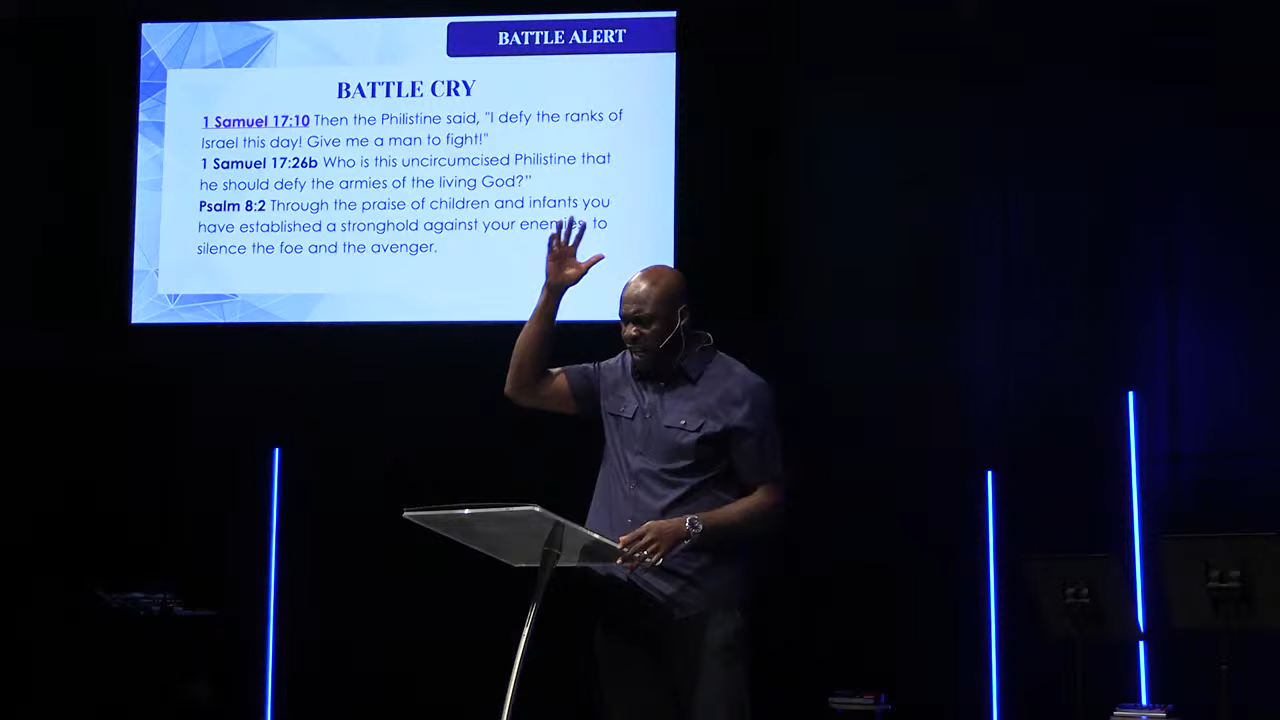 BATTLE ALERT
BATTLE CRY
1 Samuel 17:10 Then the Philistine said, "I defy the ranks of
Israel this day! Give me a man to fight!"
1 Samuel 17:26b Who is this uncircumcised Philistine that
he should defy the armies of the living God?”
Psalm 8:2 Through the praise of children and infants you
have established a stronghold against your enemies, to
silence the foe and the avenger.